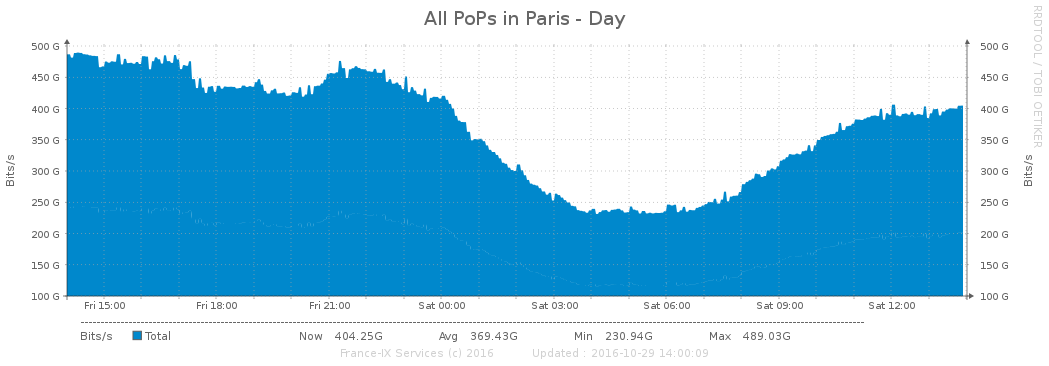 All PoPs in Paris - Day
RRDTOOL / TOBI OETIKER
500 G 500 G
450 G 450 G
400 G 400 G
350 G 350 G
300 G 300 G
250 G 250 G
200 G 200 G
150 G 150 G
100 G 100 G
Bits/s
Bits/s
Fri 15:00 Fri 18:00 Fri 21:00 Sat 00:00 Sat 03:00 Sat 06:00 Sat 09:00 Sat 12:00
Bits/s Total Now 404.25G Avg 369.43G Min 230.94G Max 489.03G
France-IX Services (c) 2016 Updated : 2016-10-29 14:00:09